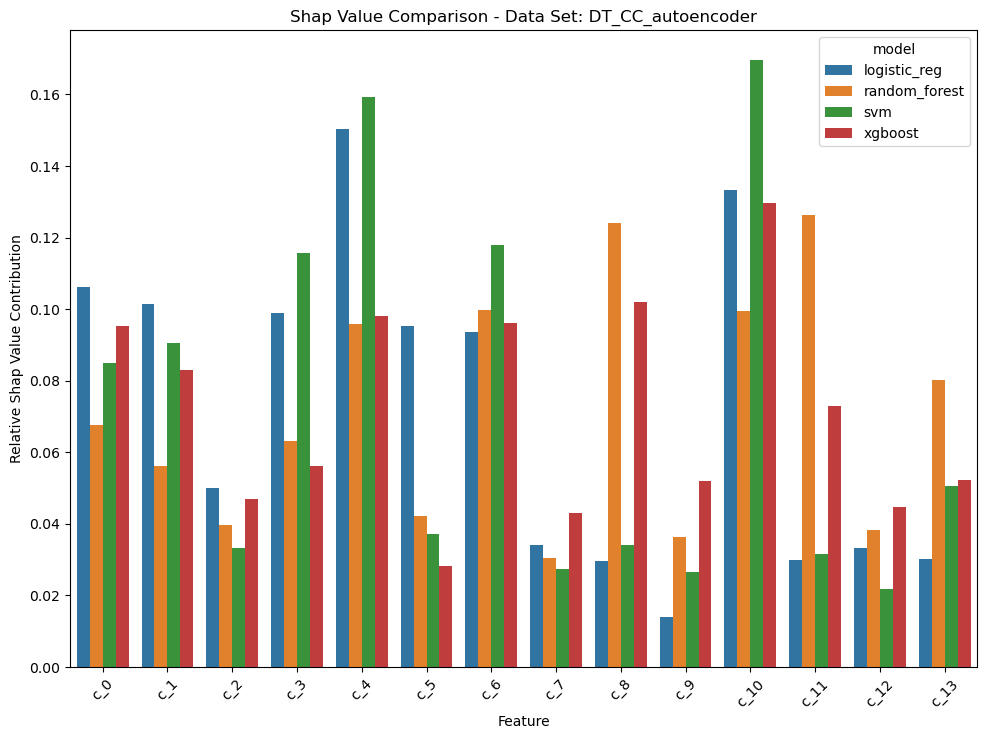 Shap Value Comparison - Data Set: DT_CC_autoencoder
model
logistic_reg
random_forest
svm
xgboost
Relative Shap Value Contribution
0.16
0.14
0.12
0.10
0.08
0.06
0.04
0.02
0.00
c_0
c_1
c_2
c_3
c_4
c_5
c_6
c_7
c_8
c_9
c_10
c_11
c_12
c_13
Feature